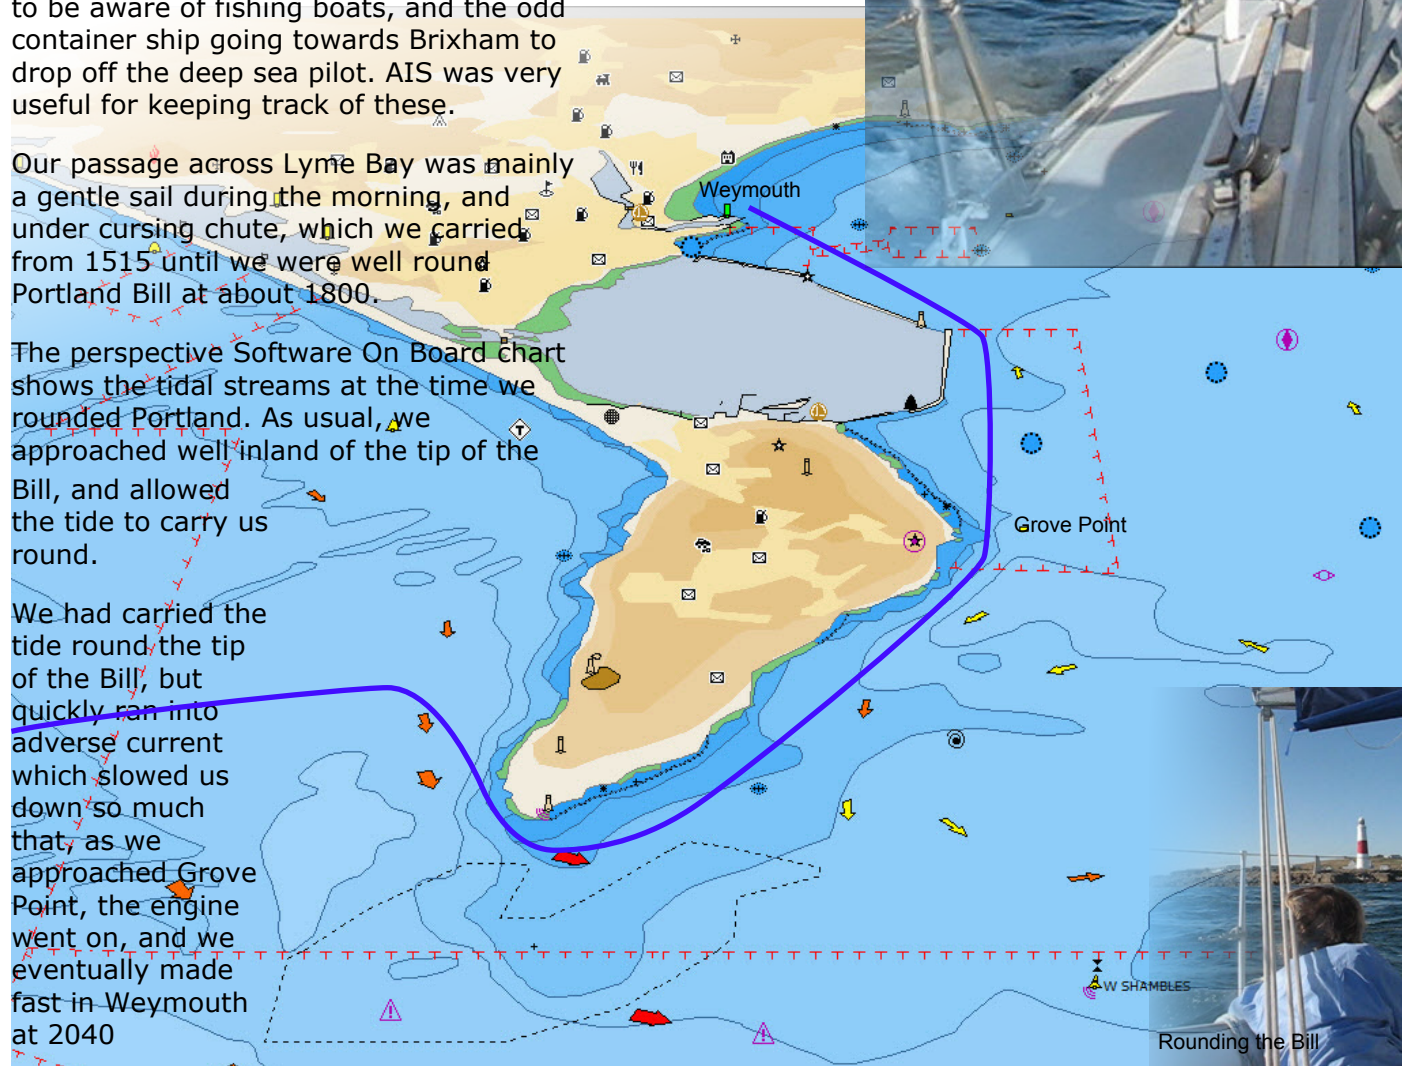 to be aware of fishing boats, and the odd
container ship going towards Brixham to
drop off the deep sea pilot. AIS was very
useful for keeping track of these.
Our passage across Lyme Bay was mainly
a gentle sail during the morning, and
under cursing chute, which we carried
from 1515 until we were well round
Portland Bill at about 1800.
The perspective Software On Board chart
shows the tidal streams at the time we
rounded Portland. As usual, we
approached well inland of the tip of the
Bill, and allowed
the tide to carry us
round.
We had carried the
tide round the tip
of the Bill, but
quickly ran into
adverse current
which slowed us
down so much
that, as we
approached Grove
Point, the engine
went on, and we
eventually made
fast in Weymouth
at 2040
Weymouth
T
Grove Point
W SHAMBLES
Rounding the Bill